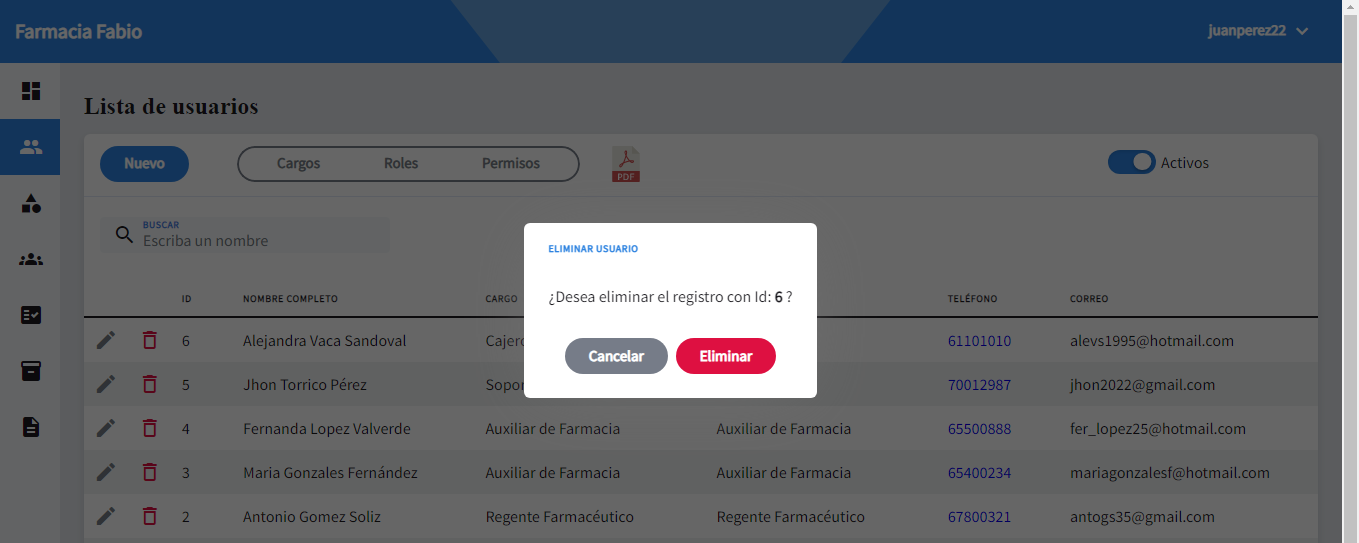 Farmacia Fabio
juanperez22
Lista de usuarios
Nuevo Cargos Roles Permisos PDF Activos
BUSCAR
Escriba un nombre
ELIMINAR USUARIO
¿Desea eliminar el registro con Id: 6 ?
Cancelar Eliminar
ID NOMBRE COMPLETO CARGO TELÉFONO CORREO
6 Alejandra Vaca Sandoval 61101010 alevs1995@hotmail.com
5 Jhon Torrico Pérez 70012987 jhon2022@gmail.com
4 Fernanda Lopez Valverde Auxiliar de Farmacia Auxiliar de Farmacia 65500888 fer_lopez25@hotmail.com
3 Maria Gonzales Fernández Auxiliar de Farmacia Auxiliar de Farmacia 65400234 mariagonzalesf@hotmail.com
2 Antonio Gomez Soliz Regente Farmacéutico Regente Farmacéutico 67800321 antogs35@gmail.com